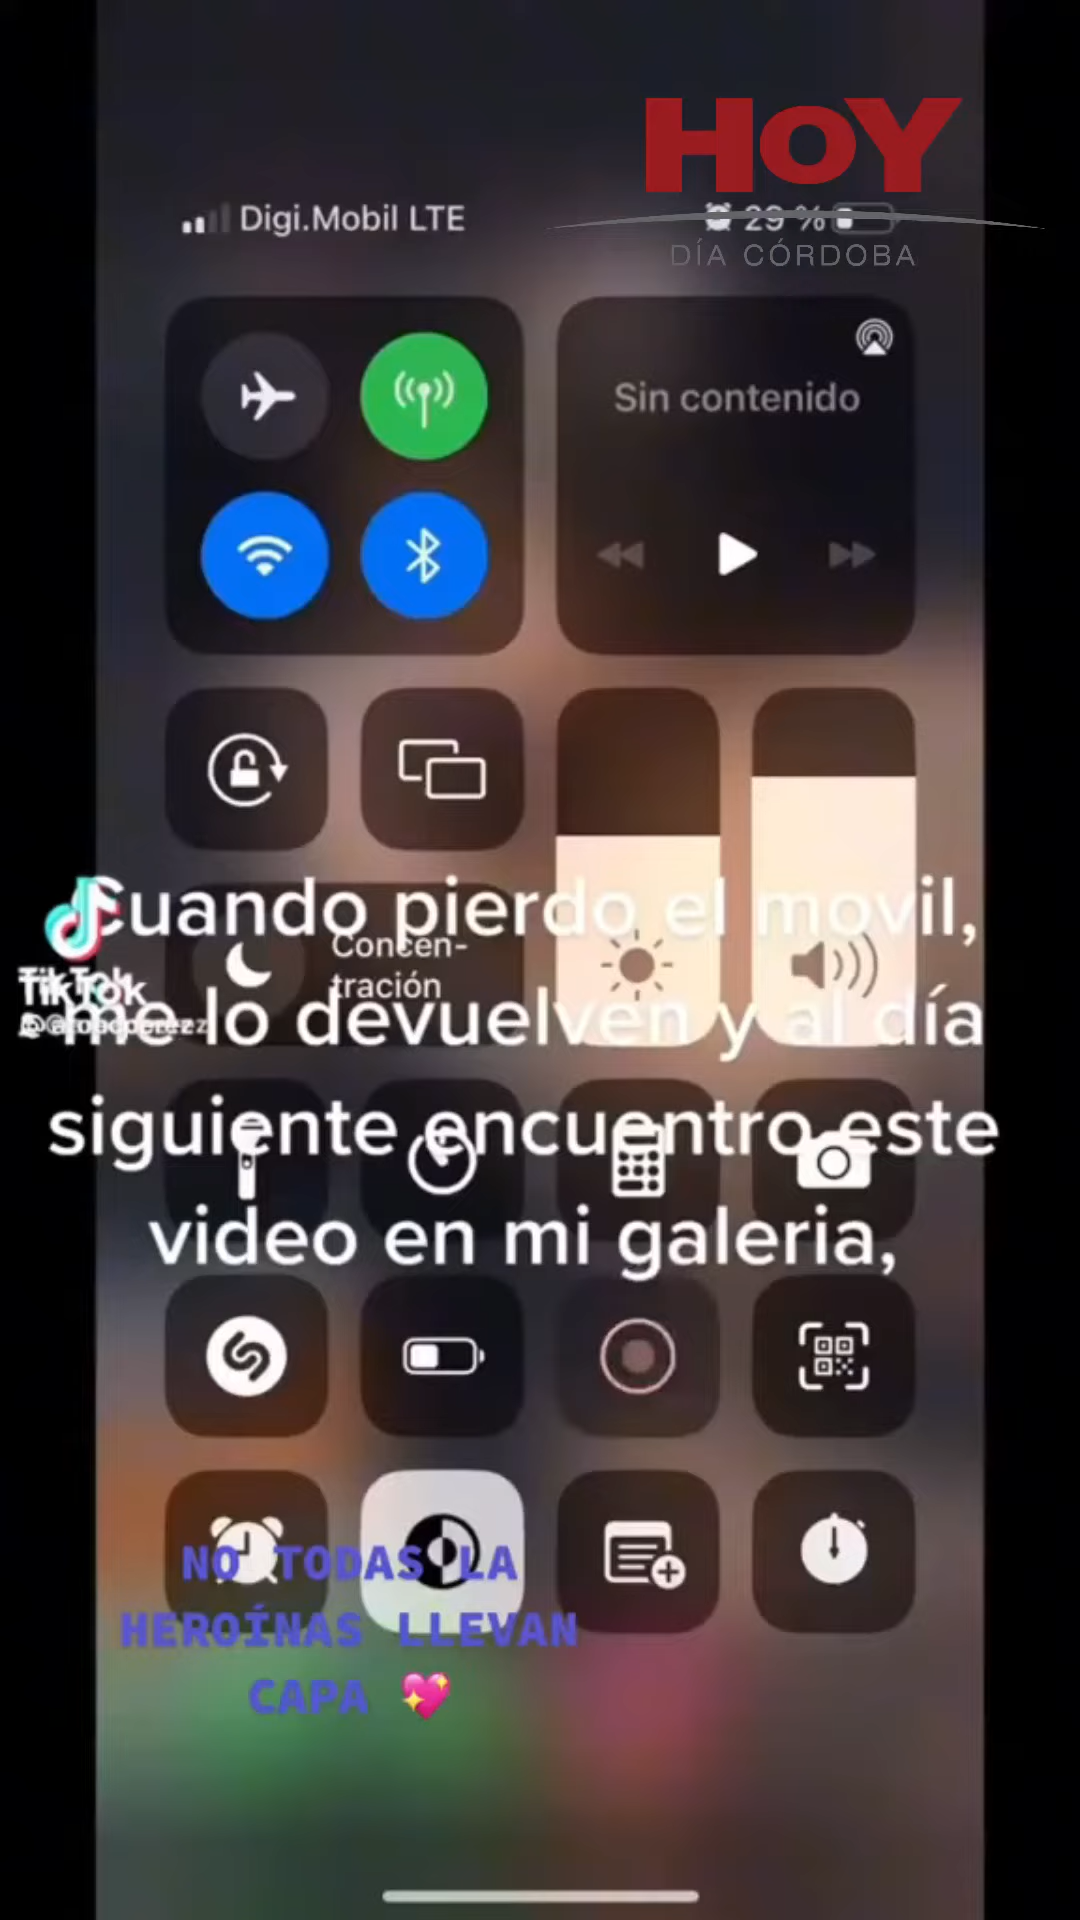 HOY
DÍA CÓRDOBA
Digi.Mobil LTE
29 %
Sin contenido
Cuando pierdo el movil,
Concen-
tración
TikTok
me lo devuelven y al día
siguiente encuentro este
video en mi galeria,
NO TODAS LA
HEROÍNAS LLEVAN
CAPA 💖